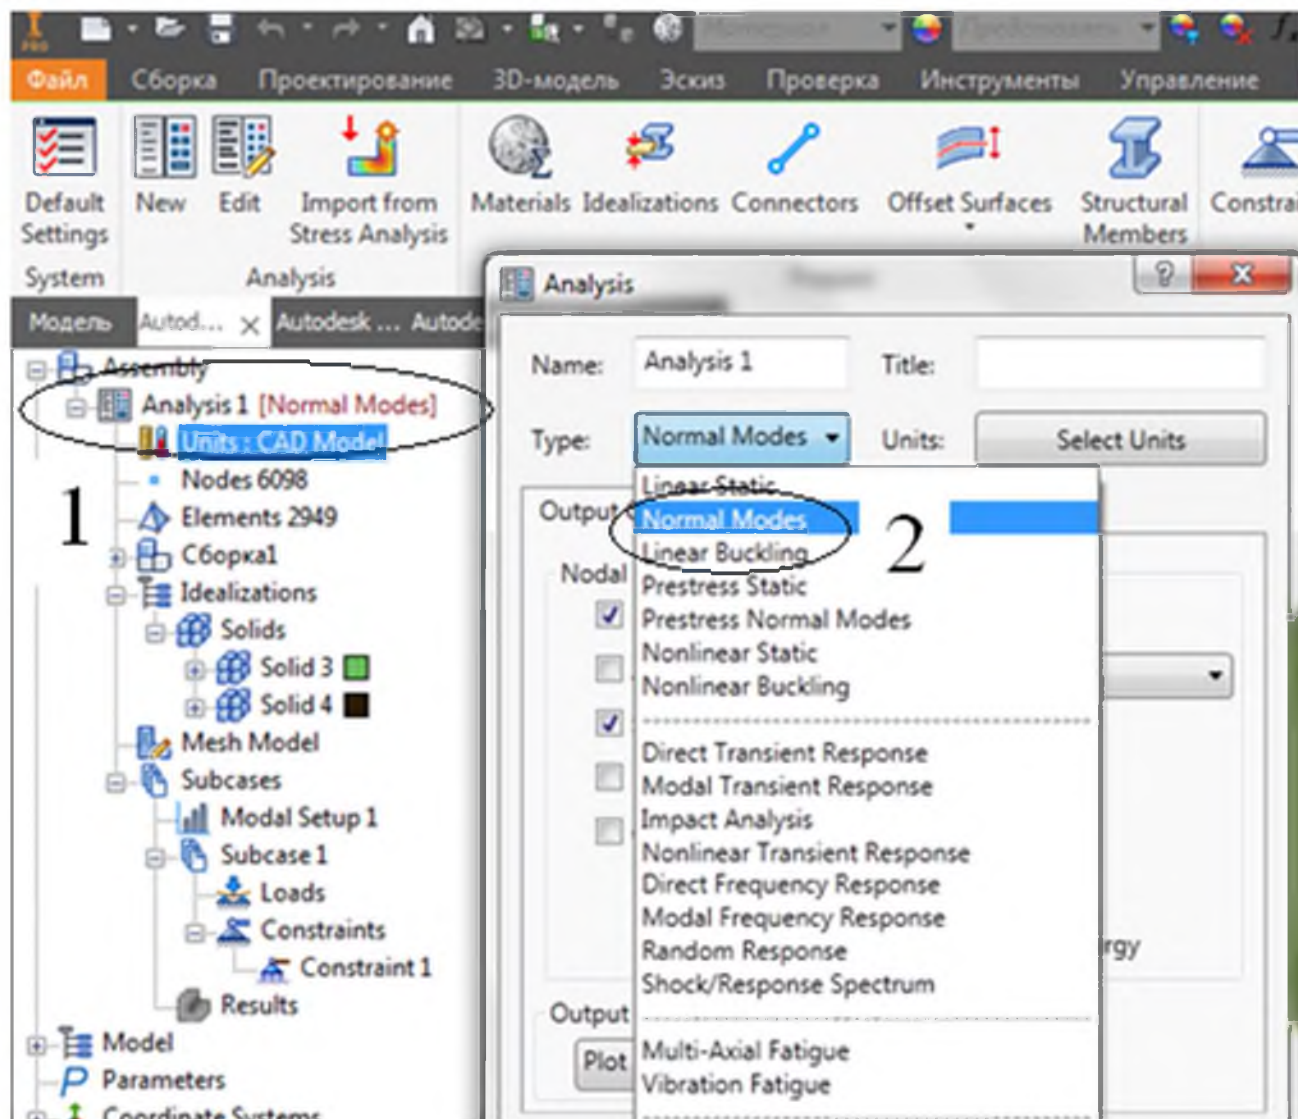 PRO
Файл Сборка Проектирование 3D-модель Эскиз Проверка Инструменты Управление
Default Settings
New
Edit
Import from Stress Analysis
Materials
Idealizations
Connectors
Offset Surfaces
Structural Members
System
Analysis
Модель Autod... Autodesk ...
Assembly
Analysis 1 [Normal Modes]
Units : CAD Model
Nodes 6098
Elements 2949
Сборка1
Idealizations
Solids
Solid 3
Solid 4
Mesh Model
Subcases
Modal Setup 1
Subcase 1
Loads
Constraints
Constraint 1
Results
Model
Parameters
Coordinate Systems
1
Analysis
Name: Analysis 1 Title:
Type: Normal Modes Units: Select Units
Output
Nodal
Linear Static
Normal Modes
Linear Buckling
2
Prestress Static
Prestress Normal Modes
Nonlinear Static
Nonlinear Buckling
Direct Transient Response
Modal Transient Response
Impact Analysis
Nonlinear Transient Response
Direct Frequency Response
Modal Frequency Response
Random Response
Shock/Response Spectrum
Multi-Axial Fatigue
Vibration Fatigue
Output
Plot